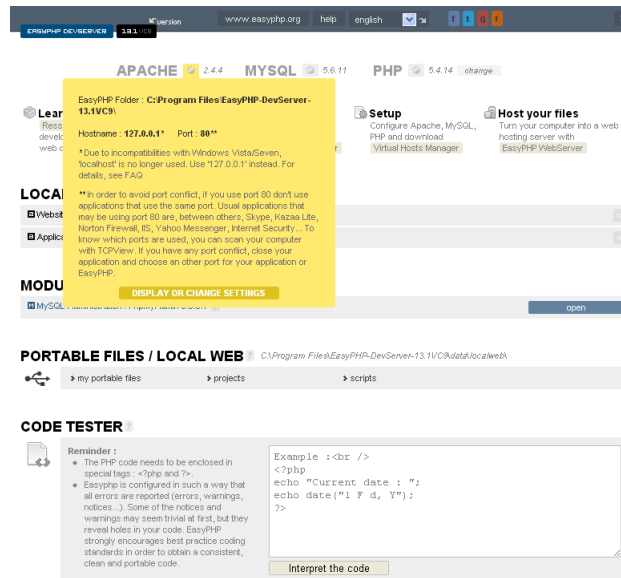 version www.easyphp.org help english f t g r
EASYPHP DEVSERVER 13.1 VC9
APACHE 2.4.4 MYSQL 5.6.11 PHP 5.4.14 change
EasyPHP Folder : C:\Program Files\EasyPHP-DevServer-
13.1VC9\
Hostname : 127.0.0.1* Port : 80**
* Due to incompatibilities with Windows Vista/Seven,
'localhost' is no longer used. Use '127.0.0.1' instead. For
details, see FAQ
** In order to avoid port conflict, if you use port 80 don't use
applications that use the same port. Usual applications that
may be using port 80 are, between others, Skype, Kazaa Lite,
Norton Firewall, IIS, Yahoo Messenger, Internet Security... To
know which ports are used, you can scan your computer
with TCPView. If you have any port conflict, close your
application and choose an other port for your application or
EasyPHP.
DISPLAY OR CHANGE SETTINGS
Lear
Ress
develo
web d
Setup
Configure Apache, MySQL,
PHP and download
Virtual Hosts Manager
Host your files
Turn your computer into a web
hosting server with
EasyPHP WebServer
LOCA
Websit
Applica
MODU
MySQL Administration : PhpMyAdmin open
PORTABLE FILES / LOCAL WEB ? C:\Program Files\EasyPHP-DevServer-13.1VC9\data\localweb\
my portable files projects scripts
CODE TESTER ?
Reminder :
• The PHP code needs to be enclosed in
special tags : <?php and ?>.
• Easyphp is configured in such a way that
all errors are reported (errors, warnings,
notices...). Some of the notices and
warnings may seem trivial at first, but they
reveal holes in your code. EasyPHP
strongly encourages best practice coding
standards in order to obtain a consistent,
clean and portable code.
Example :<br />
<?php
echo "Current date : ";
echo date("l F d, Y");
?>
Interpret the code